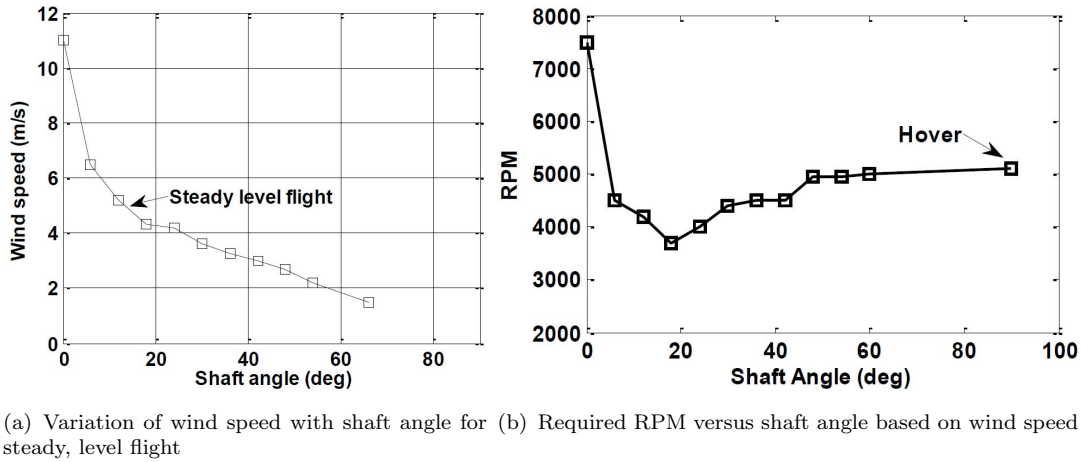 12
10
8
6
4
2
0
0 20 40 60 80
Wind speed (m/s)
Shaft angle (deg)
Steady level flight
8000
7000
6000
5000
4000
3000
2000
0 20 40 60 80 100
RPM
Shaft Angle (deg)
Hover
(a) Variation of wind speed with shaft angle for
steady, level flight
(b) Required RPM versus shaft angle based on wind speed